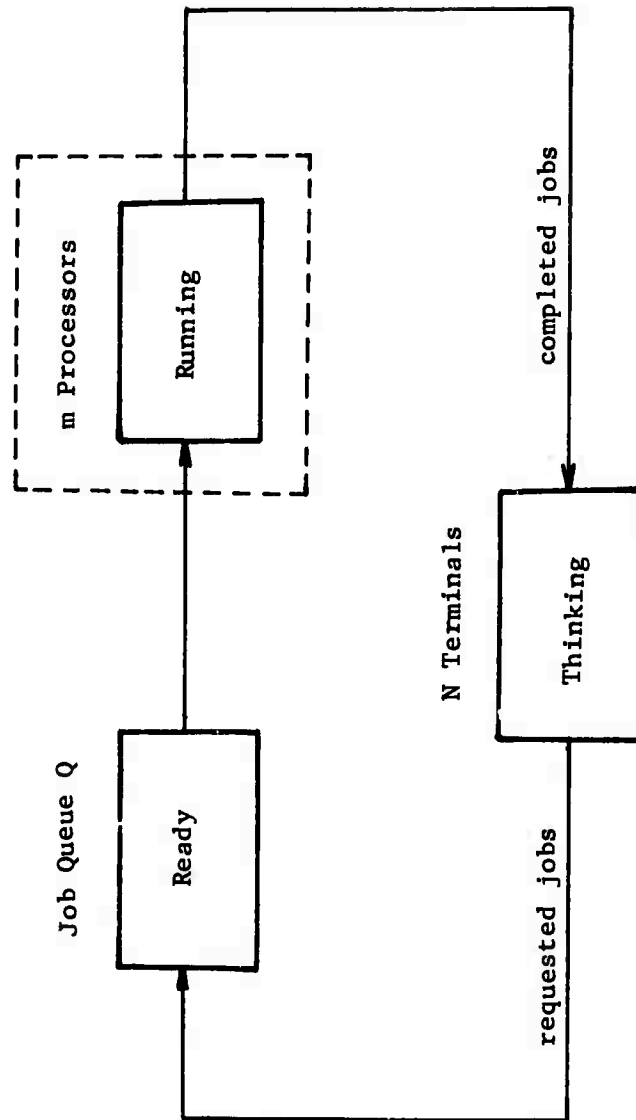 Job Queue Q
Ready
m Processors
Running
N Terminals
Thinking
requested jobs
completed jobs